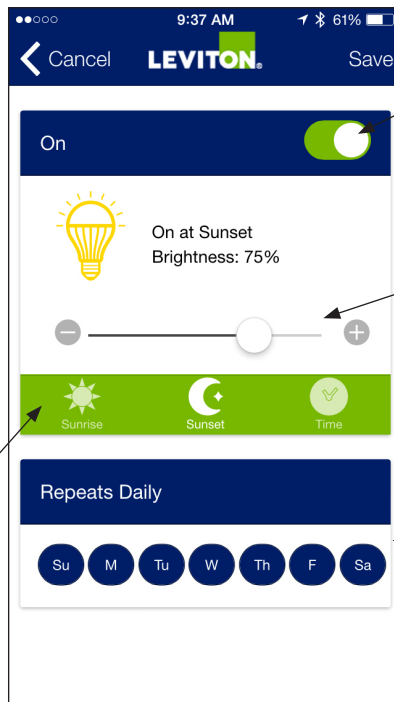 9:37 AM 61%
Cancel LEVITON. Save
On
On at Sunset
Brightness: 75%
Sunrise Sunset Time
Repeats Daily
Su M Tu W Th F Sa